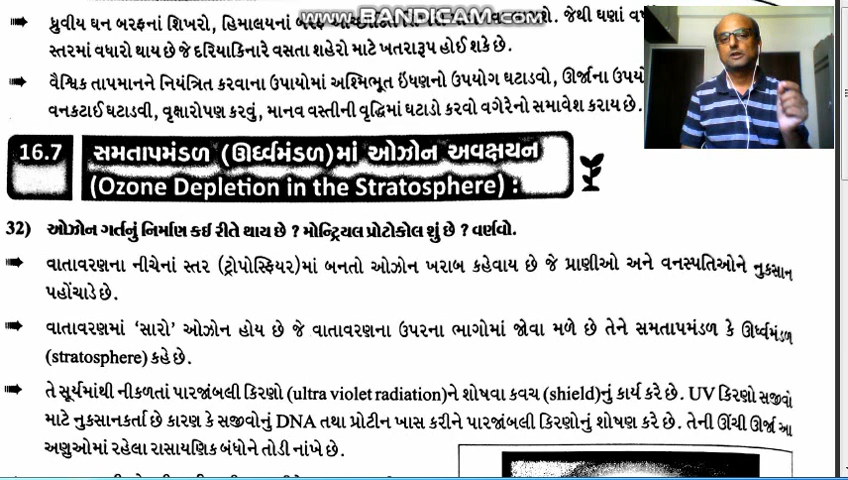 www.BANDICAM.com
ધ્રુવીય ઘન બરફનાં શિખરો, હિમાલયનાં બરફ જેથી ઘણાં
સ્તરમાં વધારો થાય છે જે દરિયાકિનારે વસતા શહેરો માટે ખતરારૂપ હોઈ શકે છે.
વૈશ્વિક તાપમાનને નિયંત્રિત કરવાના ઉપાયોમાં અશ્મિભૂત ઇંધણનો ઉપયોગ ઘટાડવો, ઊર્જાના
વનકટાઈ ઘટાડવી, વૃક્ષારોપણ કરવું, માનવ વસ્તીની વૃદ્ધિમાં ઘટાડો કરવો વગેરેનો સમાવેશ કરાય છે.
16.7 સમતાપમંડળ (ઊર્ધ્વમંડળ)માં ઓઝોન અવક્ષયન
(Ozone Depletion in the Stratosphere) :
32) ઓઝોન ગર્તનું નિર્માણ કઇ રીતે થાય છે ? મોન્ટ્રિયલ પ્રોટોકોલ શું છે ? વર્ણવો.
વાતાવરણના નીચેનાં સ્તર (ટ્રોપોસ્ફિયર)માં બનતો ઓઝોન ખરાબ કહેવાય છે જે પ્રાણીઓ અને વનસ્પતિઓને નુકસાન
પહોંચાડે છે.
વાતાવરણમાં ‘સારો’ ઓઝોન હોય છે જે વાતાવરણના ઉપરના ભાગોમાં જોવા મળે છે તેને સમતાપમંડળ કે ઊર્ધ્વમંડળ
(stratosphere) કહે છે.
તે સૂર્યમાંથી નીકળતાં પારજાંબલી કિરણો (ultra violet radiation)ને શોષવા કવચ (shield)નું કાર્ય કરે છે. UV કિરણો સજીવો
માટે નુકસાનકર્તા છે કારણ કે સજીવોનું DNA તથા પ્રોટીન ખાસ કરીને પારજાંબલી કિરણોનું શોષણ કરે છે. તેની ઊંચી ઊર્જા આ
અણુઓમાં રહેલા રાસાયણિક બંધોને તોડી નાંખે છે.